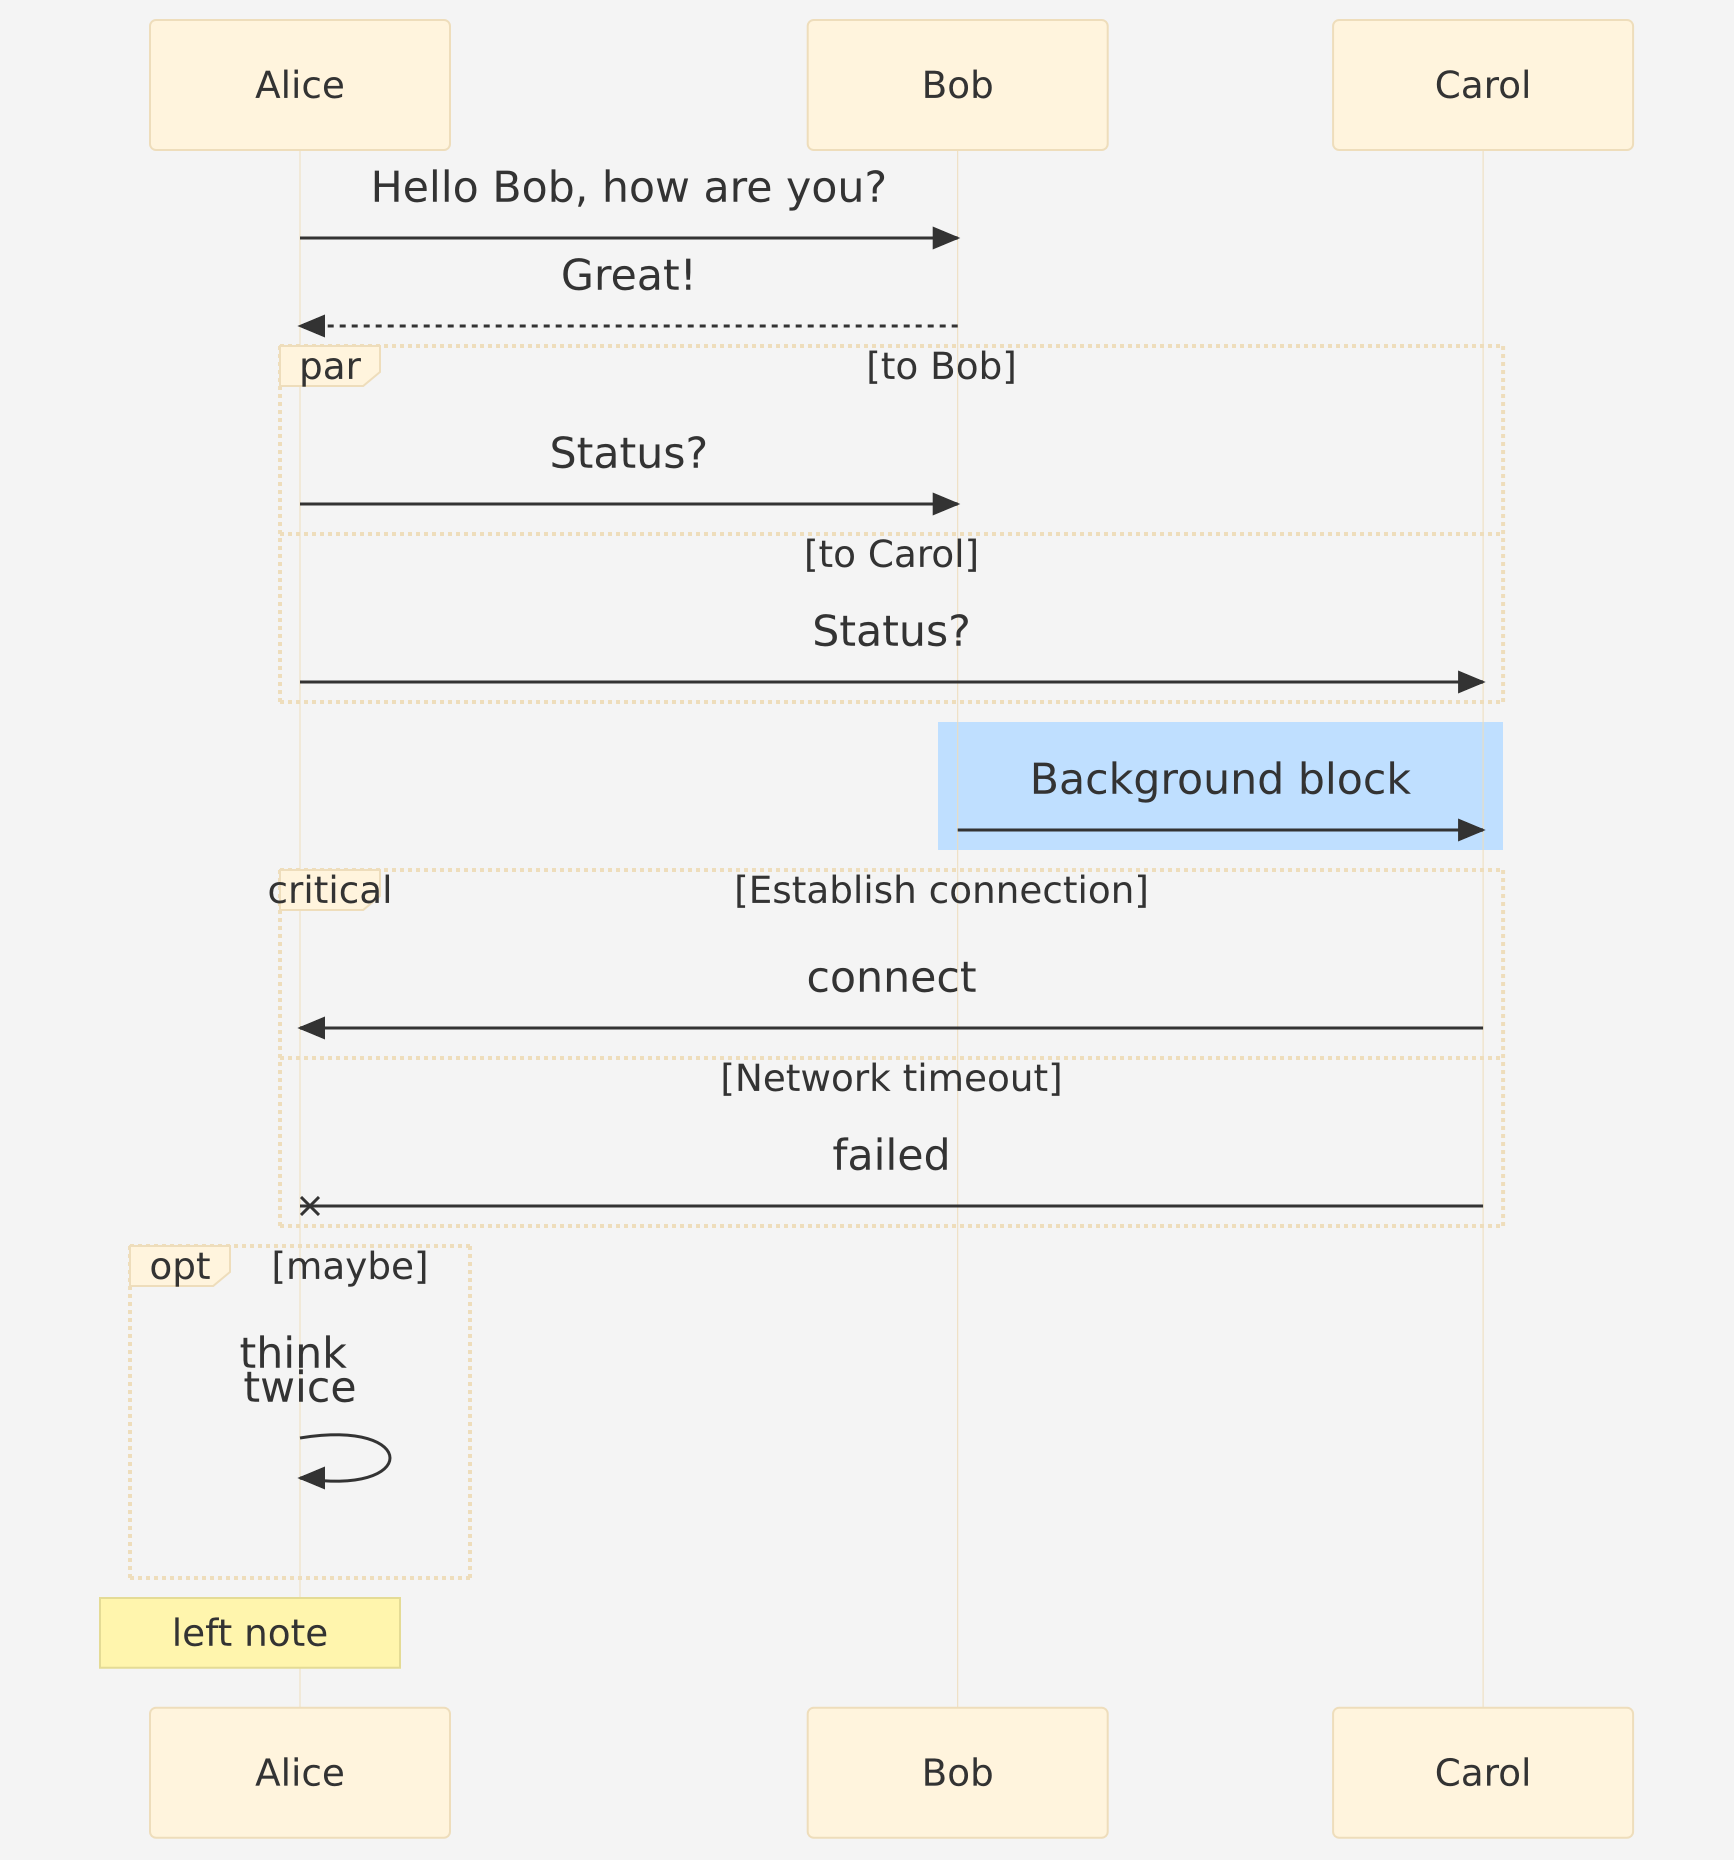 Alice
Bob
Carol
Hello Bob, how are you?
Great!
par
[to Bob]
Status?
[to Carol]
Status?
Background block
critical
[Establish connection]
connect
[Network timeout]
failed
opt
[maybe]
think
twice
left note
Alice
Bob
Carol